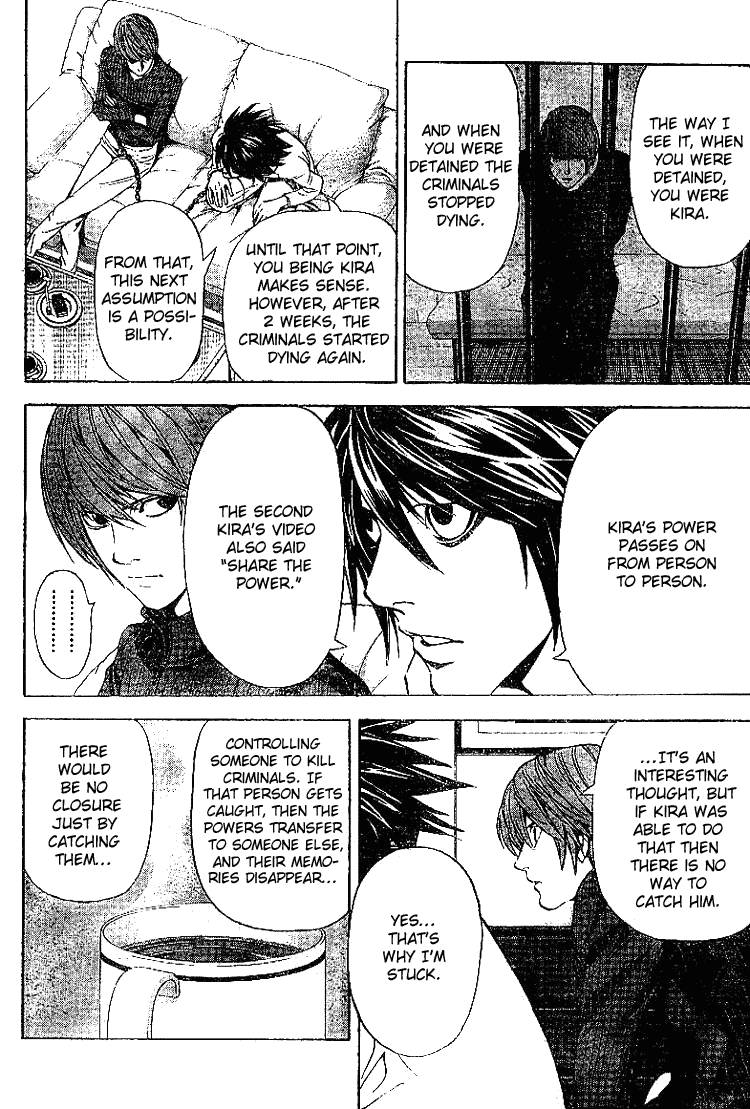 THE WAY I
SEE IT, WHEN
YOU WERE
DETAINED,
YOU WERE
KIRA.
AND WHEN
YOU WERE
DETAINED THE
CRIMINALS
STOPPED
DYING.
UNTIL THAT POINT,
YOU BEING KIRA
MAKES SENSE.
HOWEVER, AFTER
2 WEEKS, THE
CRIMINALS STARTED
DYING AGAIN.
FROM THAT,
THIS NEXT
ASSUMPTION
IS A POSSI-
BILITY.
KIRA'S POWER
PASSES ON
FROM PERSON
TO PERSON.
THE SECOND
KIRA'S VIDEO
ALSO SAID
"SHARE THE
POWER."
........
...IT'S AN
INTERESTING
THOUGHT, BUT
IF KIRA WAS
ABLE TO DO
THAT THEN
THERE IS NO
WAY TO
CATCH HIM.
YES...
THAT'S
WHY I'M
STUCK.
CONTROLLING
SOMEONE TO KILL
CRIMINALS. IF
THAT PERSON GETS
CAUGHT, THEN THE
POWERS TRANSFER
TO SOMEONE ELSE,
AND THEIR MEMO-
RIES DISAPPEAR...
THERE
WOULD
BE NO
CLOSURE
JUST BY
CATCHING
THEM...